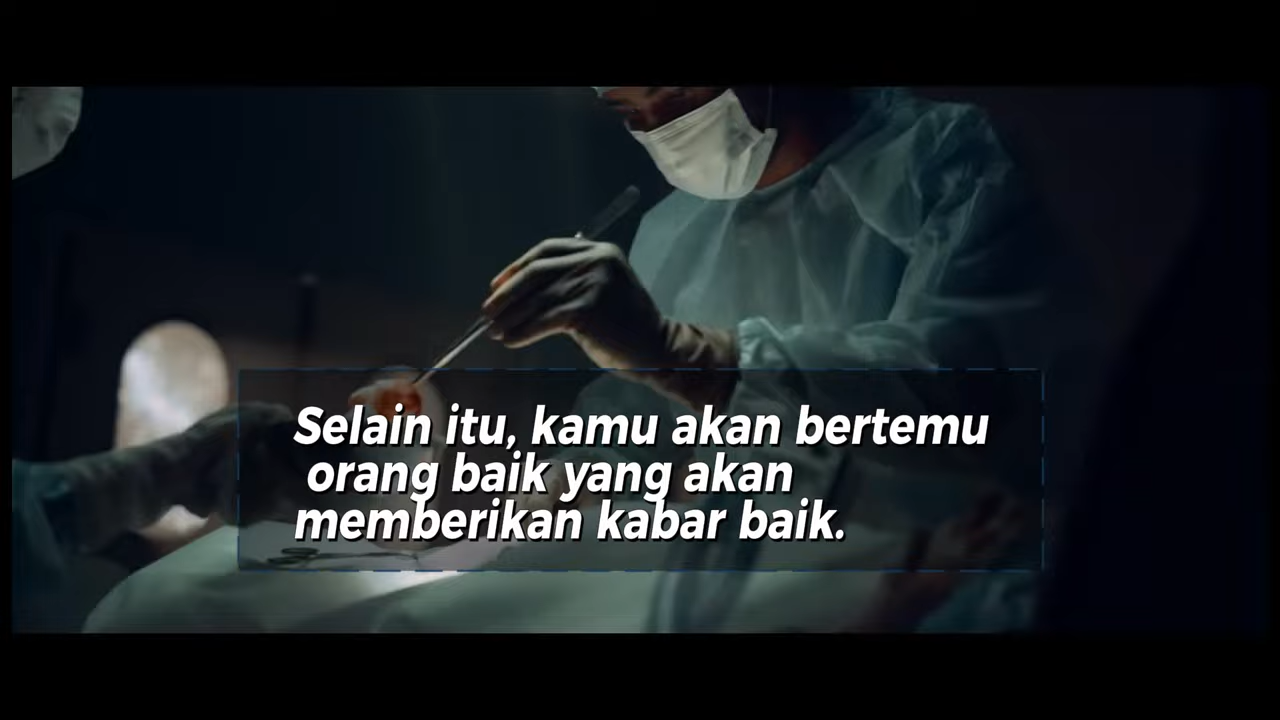 Selain itu, kamu akan bertemu
orang baik yang akan
memberikan kabar baik.